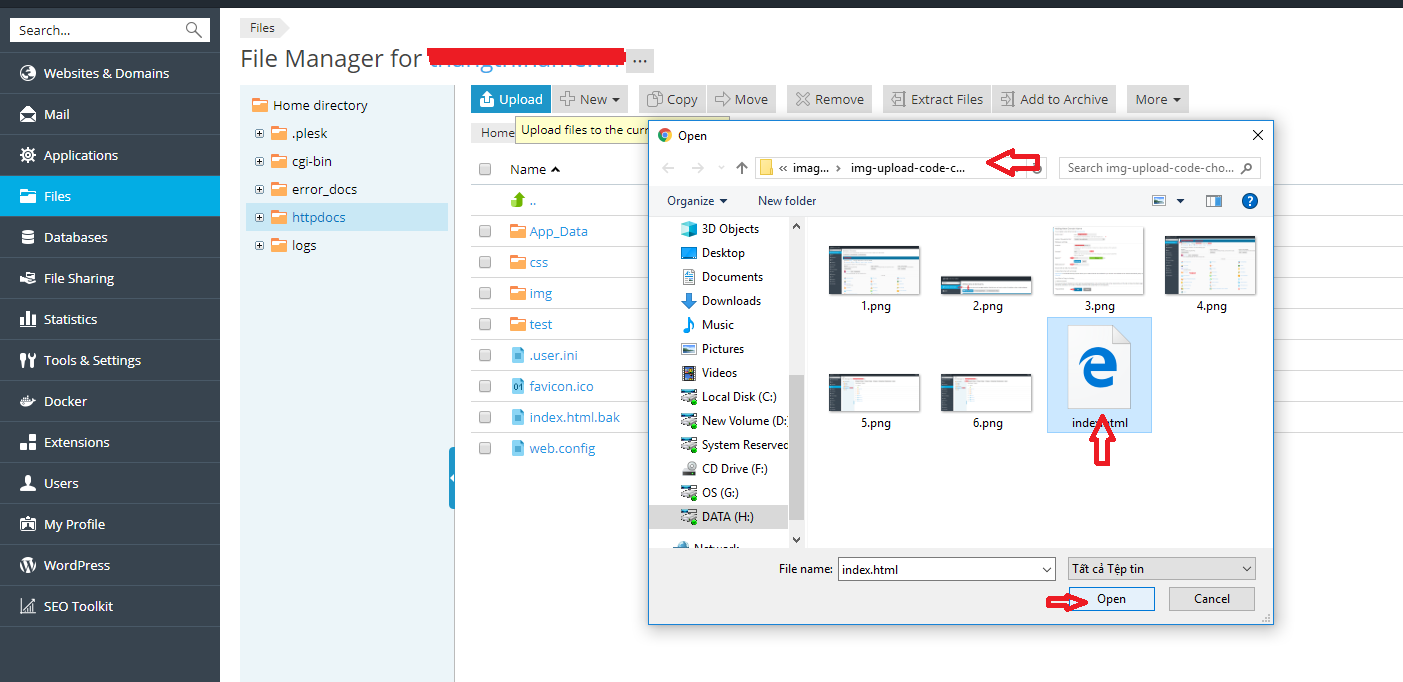 Search...
Websites & Domains
Mail
Applications
Files
Databases
File Sharing
Statistics
Tools & Settings
Docker
Extensions
Users
My Profile
WordPress
SEO Toolkit
Files
File Manager for
...
Home directory
.plesk
cgi-bin
error_docs
httpdocs
logs
Upload
New
Copy
Move
Remove
Extract Files
Add to Archive
More
Home
Upload files to the curr
Name
..
App_Data
css
img
test
.user.ini
favicon.ico
index.html.bak
web.config
Open
« imag... › img-upload-code-c...
Search img-upload-code-cho...
Organize
New folder
3D Objects
Desktop
Documents
Downloads
Music
Pictures
Videos
Local Disk (C:)
New Volume (D:
System Reserved
CD Drive (F:)
OS (G:)
DATA (H:)
Network
1.png
2.png
3.png
4.png
5.png
6.png
index.html
File name:
index.html
Tất cả Tệp tin
Open
Cancel